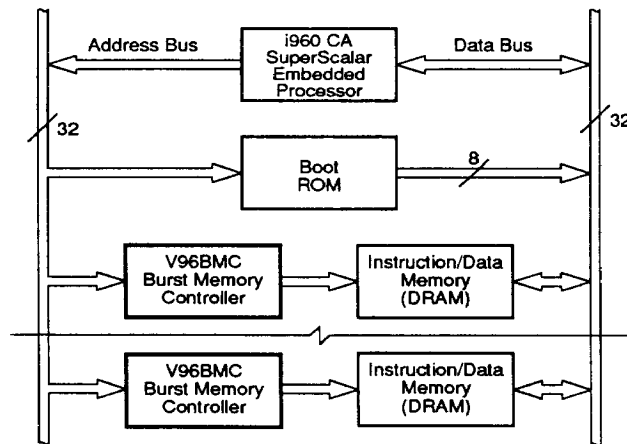 Address Bus
i960 CA
SuperScalar
Embedded
Processor
Data Bus
32
32
Boot
ROM
8
V96BMC
Burst Memory
Controller
Instruction/Data
Memory
(DRAM)
V96BMC
Burst Memory
Controller
Instruction/Data
Memory
(DRAM)